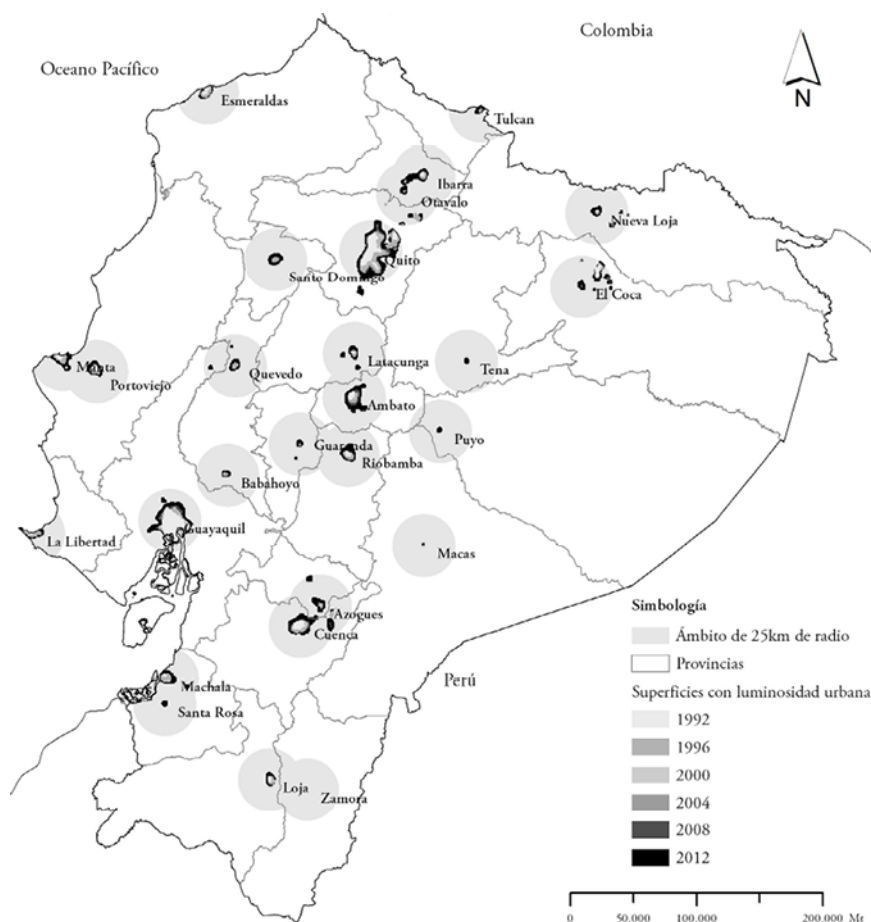 Colombia
Oceano Pacífico
N
Esmeraldas
Tulcan
Ibarra
Otavalo
Nueva Loja
Quito
Santo Domingo
El Coca
Manta
Portoviejo
Quevedo
Latacunga
Tena
Ambato
Puyo
Guaranda
Riobamba
Babahoyo
Guayaquil
La Libertad
Macas
Azogues
Cuenca
Perú
Machala
Santa Rosa
Loja
Zamora
Simbología
Ámbito de 25km de radio
Provincias
Superficies con luminosidad urbana
1992
1996
2000
2004
2008
2012
0 50.000 100.000 200.000 Mt